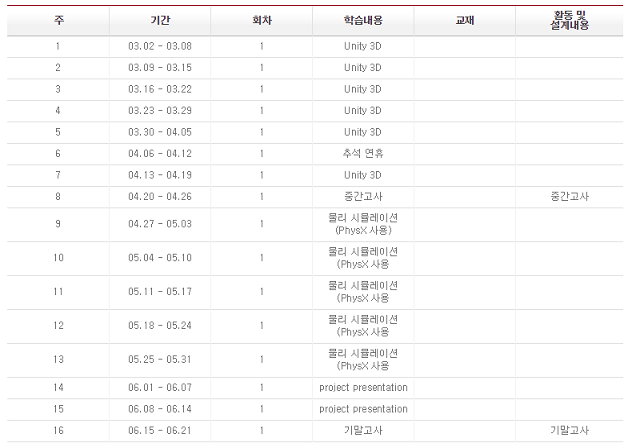 주 기간 회차 학습내용 교재 활동 및
설계내용
1 03.02 - 03.08 1 Unity 3D
2 03.09 - 03.15 1 Unity 3D
3 03.16 - 03.22 1 Unity 3D
4 03.23 - 03.29 1 Unity 3D
5 03.30 - 04.05 1 Unity 3D
6 04.06 - 04.12 1 추석 연휴
7 04.13 - 04.19 1 Unity 3D
8 04.20 - 04.26 1 중간고사 중간고사
9 04.27 - 05.03 1 물리 시뮬레이션
(PhysX 사용)
10 05.04 - 05.10 1 물리 시뮬레이션
(PhysX 사용
11 05.11 - 05.17 1 물리 시뮬레이션
(PhysX 사용
12 05.18 - 05.24 1 물리 시뮬레이션
(PhysX 사용
13 05.25 - 05.31 1 물리 시뮬레이션
(PhysX 사용
14 06.01 - 06.07 1 project presentation
15 06.08 - 06.14 1 project presentation
16 06.15 - 06.21 1 기말고사 기말고사